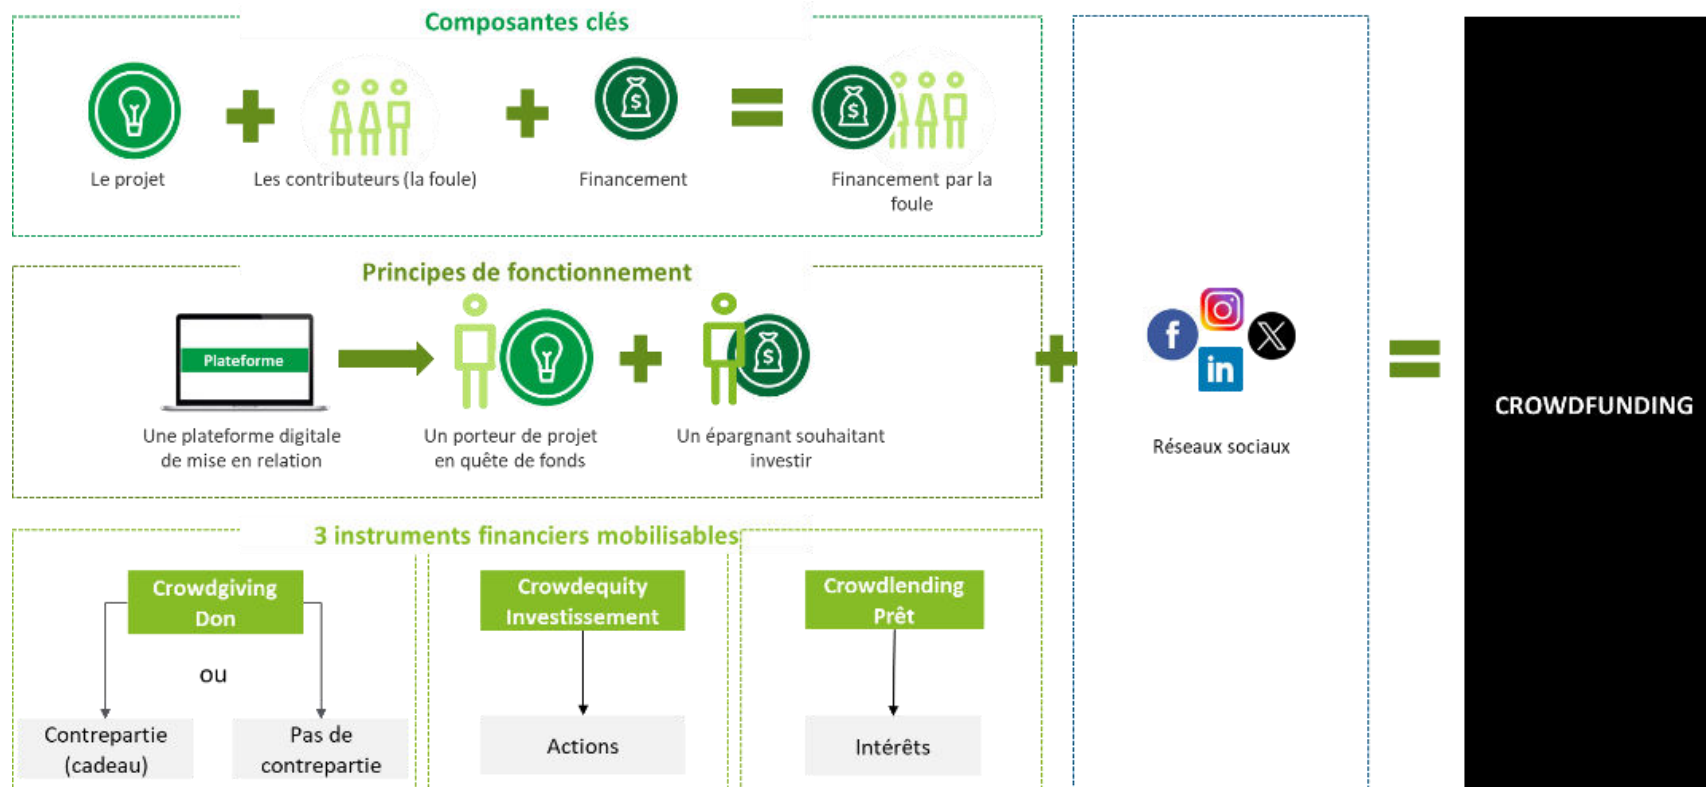 Composantes clés
Le projet
Les contributeurs (la foule)
Financement
Financement par la
foule
Principes de fonctionnement
Plateforme
Une plateforme digitale
de mise en relation
Un porteur de projet
en quête de fonds
Un épargnant souhaitant
investir
3 instruments financiers mobilisables
Crowdgiving
Don
ou
Contrepartie
(cadeau)
Pas de
contrepartie
Crowdequity
Investissement
Actions
Crowdlending
Prêt
Intérêts
Réseaux sociaux
CROWDFUNDING